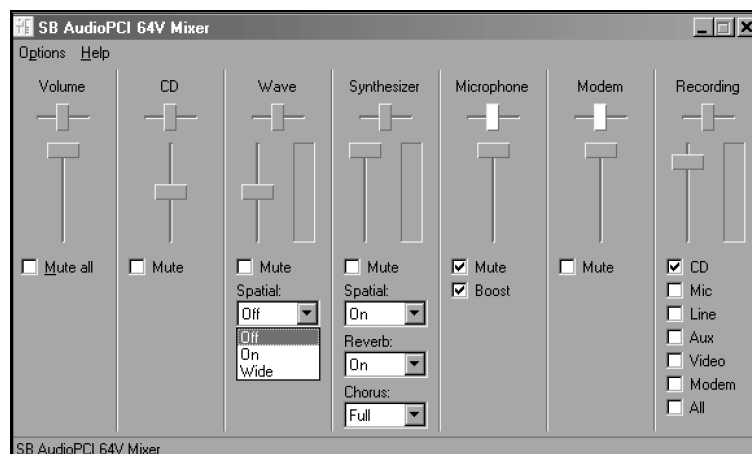 SB AudioPCI 64V Mixer
Options Help
Volume CD Wave Synthesizer Microphone Modem Recording
Mute all Mute Mute Mute Mute Mute CD
Spatial: Spatial: Boost Mic
Off On Line
Off Reverb: Aux
On On Video
Wide Modem
Chorus: All
Full
SB AudioPCI 64V Mixer